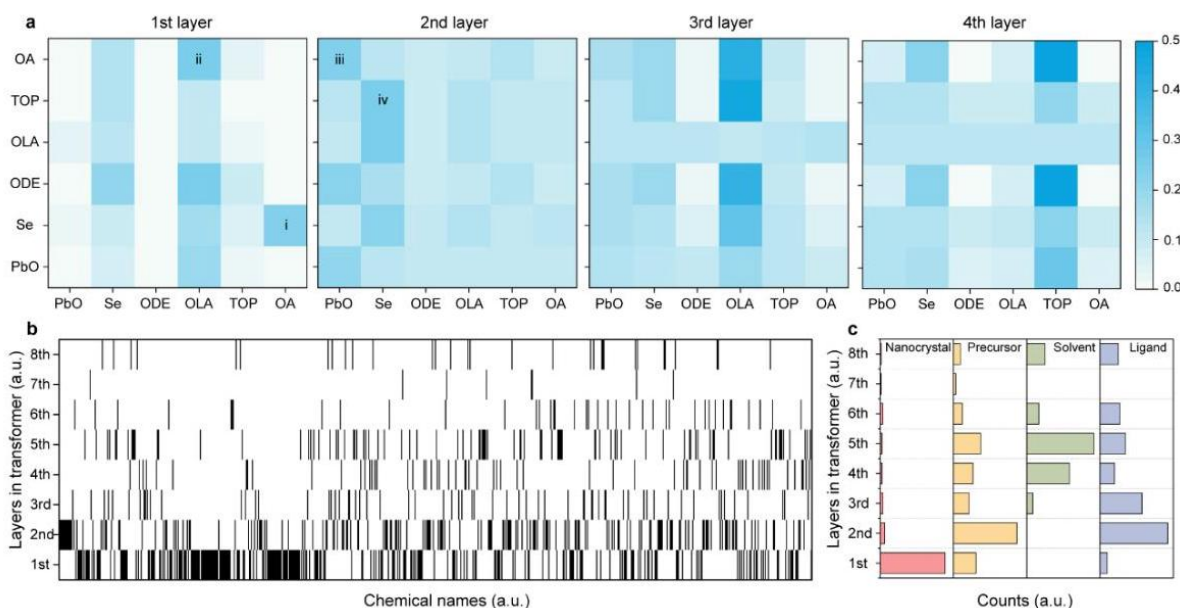 a
1st layer 2nd layer 3rd layer 4th layer
OA ii iii 0.5
TOP iv 0.4
OLA 0.3
ODE 0.2
Se i 0.1
PbO 0.0
PbO Se ODE OLA TOP OA PbO Se ODE OLA TOP OA PbO Se ODE OLA TOP OA PbO Se ODE OLA TOP OA
b
Layers in transformer (a.u.)
8th
7th
6th
5th
4th
3rd
2nd
1st
Chemical names (a.u.)
c
Layers in transformer (a.u.)
Nanocrystal Precursor Solvent Ligand
8th
7th
6th
5th
4th
3rd
2nd
1st
Counts (a.u.)